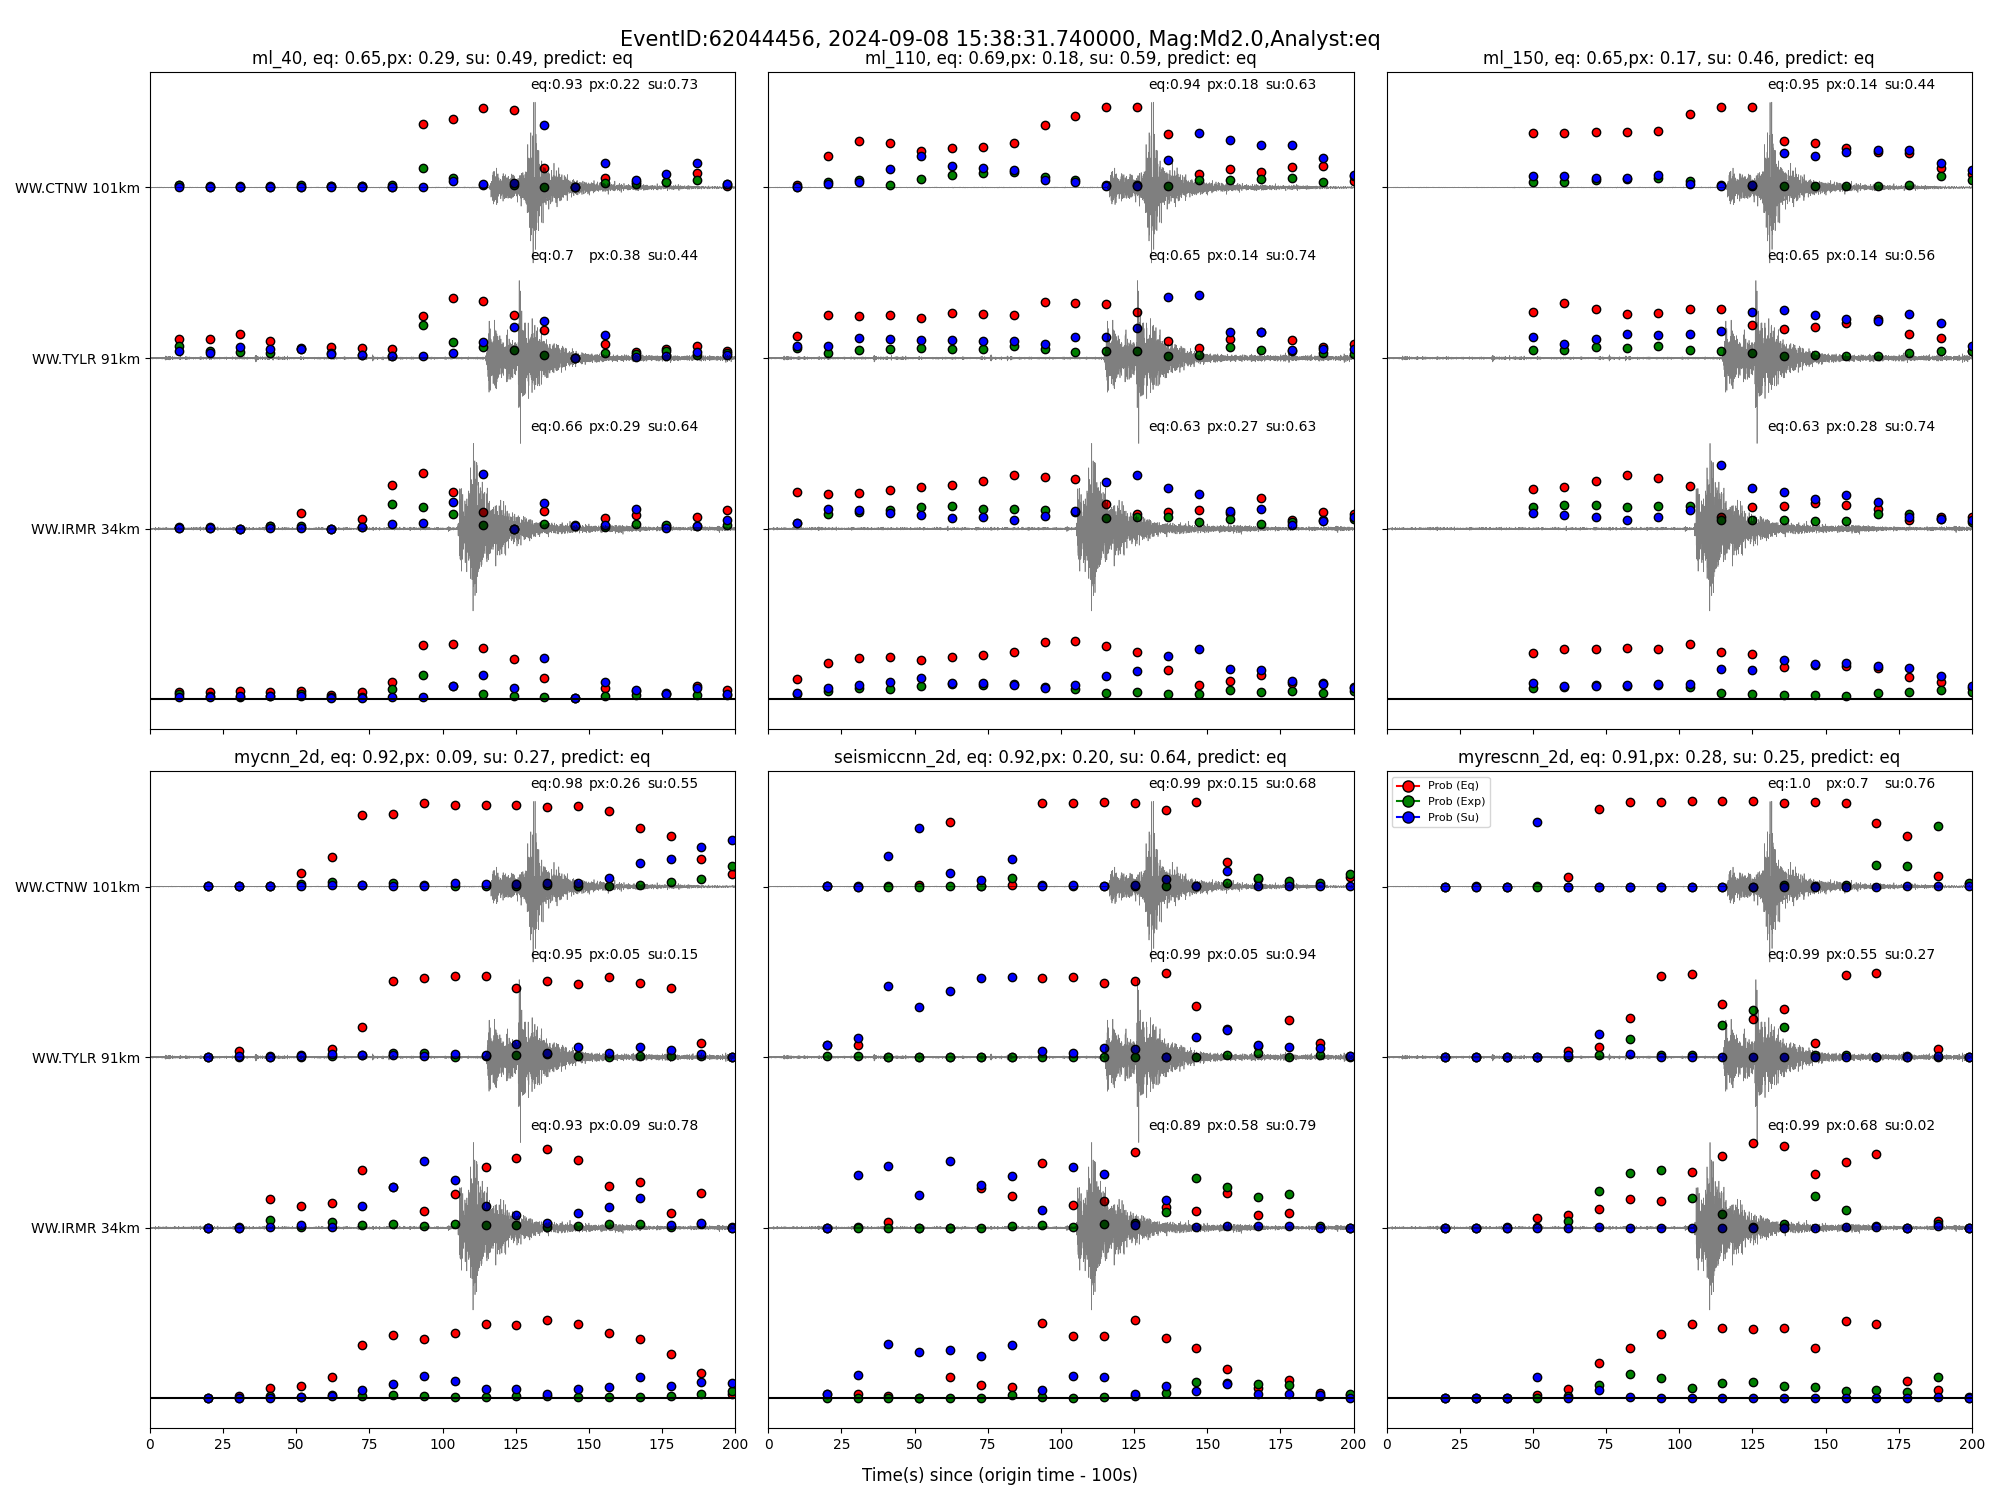 EventID:62044456, 2024-09-08 15:38:31.740000, Mag:Md2.0,Analyst:eq
ml_40, eq: 0.65,px: 0.29, su: 0.49, predict: eq
eq:0.93 px:0.22 su:0.73
WW.CTNW 101km
eq:0.7 px:0.38 su:0.44
WW.TYLR 91km
eq:0.66 px:0.29 su:0.64
WW.IRMR 34km
ml_110, eq: 0.69,px: 0.18, su: 0.59, predict: eq
eq:0.94 px:0.18 su:0.63
eq:0.65 px:0.14 su:0.74
eq:0.63 px:0.27 su:0.63
ml_150, eq: 0.65,px: 0.17, su: 0.46, predict: eq
eq:0.95 px:0.14 su:0.44
eq:0.65 px:0.14 su:0.56
eq:0.63 px:0.28 su:0.74
mycnn_2d, eq: 0.92,px: 0.09, su: 0.27, predict: eq
eq:0.98 px:0.26 su:0.55
WW.CTNW 101km
eq:0.95 px:0.05 su:0.15
WW.TYLR 91km
eq:0.93 px:0.09 su:0.78
WW.IRMR 34km
0 25 50 75 100 125 150 175 200
seismiccnn_2d, eq: 0.92,px: 0.20, su: 0.64, predict: eq
eq:0.99 px:0.15 su:0.68
eq:0.99 px:0.05 su:0.94
eq:0.89 px:0.58 su:0.79
0 25 50 75 100 125 150 175 200
myrescnn_2d, eq: 0.91,px: 0.28, su: 0.25, predict: eq
Prob (Eq)
Prob (Exp)
Prob (Su)
eq:1.0 px:0.7 su:0.76
eq:0.99 px:0.55 su:0.27
eq:0.99 px:0.68 su:0.02
0 25 50 75 100 125 150 175 200
Time(s) since (origin time - 100s)